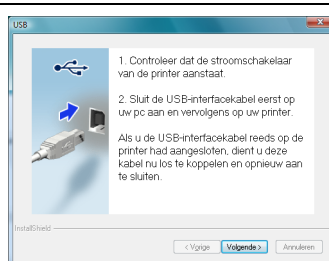 USB
1. Controleer dat de stroomschakelaar
van de printer aanstaat.
2. Sluit de USB-interfacekabel eerst op
uw pc aan en vervolgens op uw printer.
Als u de USB-interfacekabel reeds op de
printer had aangesloten, dient u deze
kabel nu los te koppelen en opnieuw aan
te sluiten.
InstallShield
< Vorige
Volgende >
Annuleren